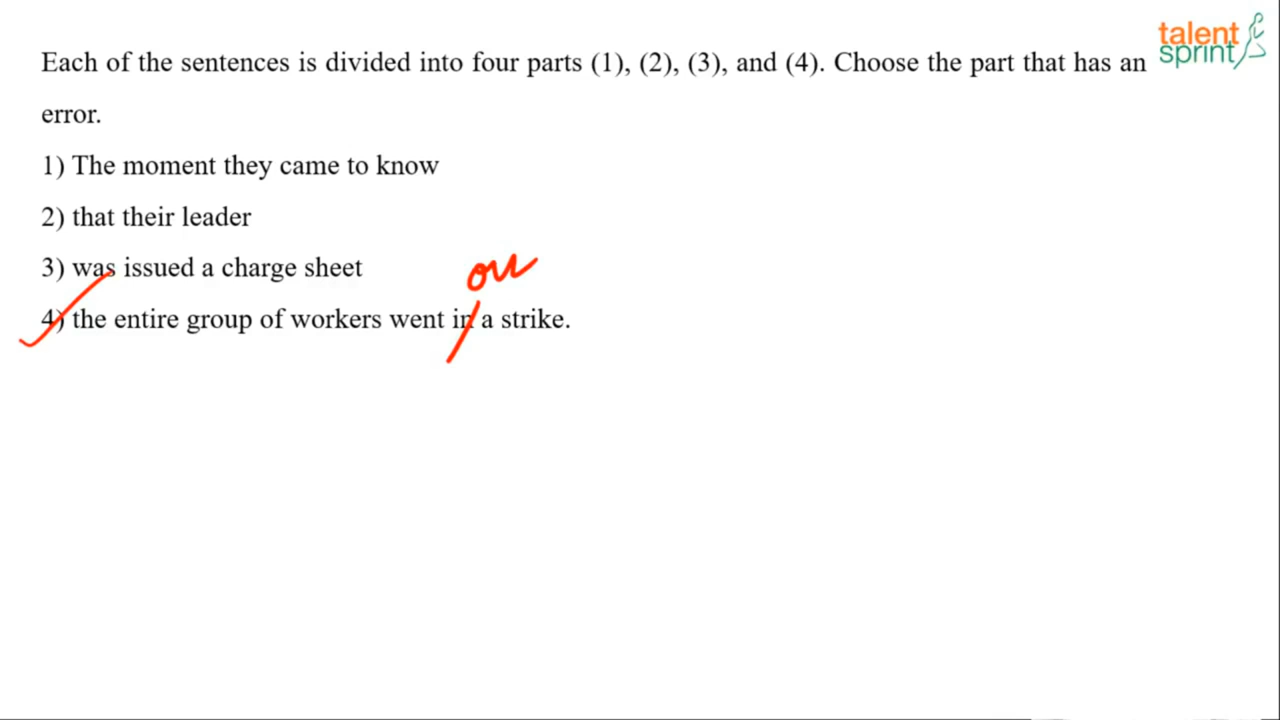 talent
sprint
Each of the sentences is divided into four parts (1), (2), (3), and (4). Choose the part that has an
error.
1) The moment they came to know
2) that their leader
3) was issued a charge sheet
on
4) the entire group of workers went in a strike.